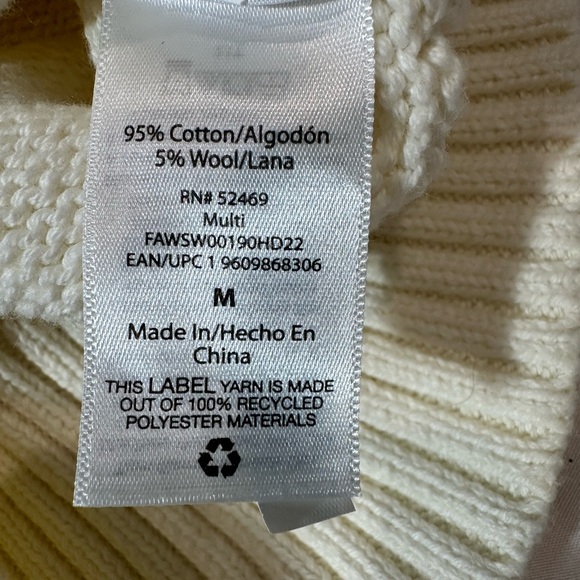 95% Cotton/Algodón
5% Wool/Lana
RN# 52469
Multi
FAWSW00190HD22
EAN/UPC 1 9609868306
M
Made In/Hecho En
China
THIS LABEL YARN IS MADE
OUT OF 100% RECYCLED
POLYESTER MATERIALS